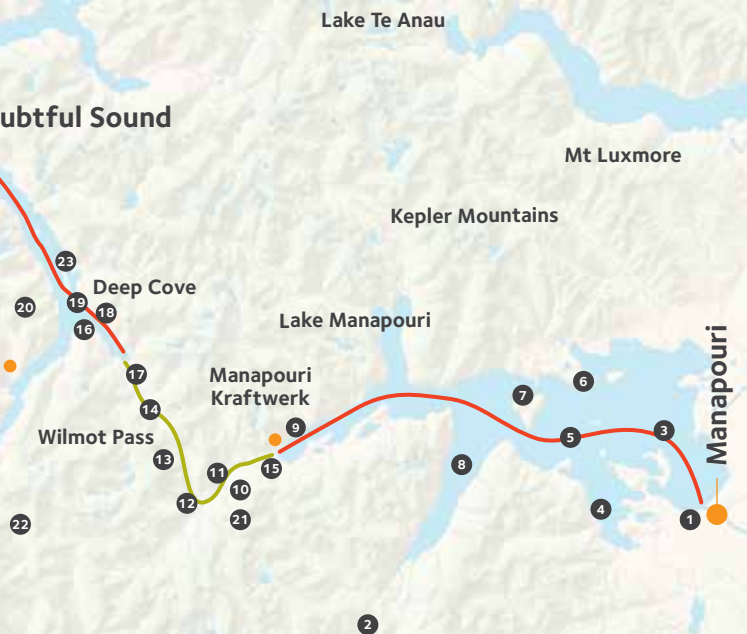 Lake Te Anau
ubtful Sound
Mt Luxmore
Kepler Mountains
23
Deep Cove
20
19
18
16
Lake Manapouri
Manapouri
Kraftwerk
Manapouri
17
14
7
6
Wilmot Pass
9
3
5
13
11
15
8
10
12
4
21
1
22
2